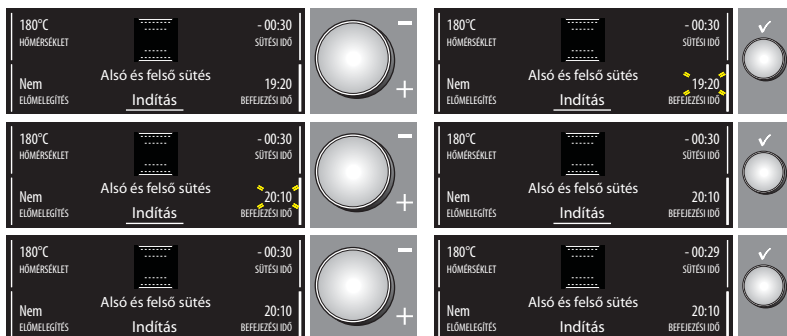 180°C - 00:30
HŐMÉRSÉKLET SÜTÉSI IDŐ
Alsó és felső sütés
Nem 19:20
ELŐMELEGÍTÉS Indítás BEFEJEZÉSI IDŐ
- +
180°C - 00:30
HŐMÉRSÉKLET SÜTÉSI IDŐ
Alsó és felső sütés
Nem 19:20
ELŐMELEGÍTÉS Indítás BEFEJEZÉSI IDŐ
✓
180°C - 00:30
HŐMÉRSÉKLET SÜTÉSI IDŐ
Alsó és felső sütés
Nem 20:10
ELŐMELEGÍTÉS Indítás BEFEJEZÉSI IDŐ
- +
180°C - 00:30
HŐMÉRSÉKLET SÜTÉSI IDŐ
Alsó és felső sütés
Nem 20:10
ELŐMELEGÍTÉS Indítás BEFEJEZÉSI IDŐ
✓
180°C - 00:30
HŐMÉRSÉKLET SÜTÉSI IDŐ
Alsó és felső sütés
Nem 20:10
ELŐMELEGÍTÉS Indítás BEFEJEZÉSI IDŐ
- +
180°C - 00:29
HŐMÉRSÉKLET SÜTÉSI IDŐ
Alsó és felső sütés
Nem 20:10
ELŐMELEGÍTÉS Indítás BEFEJEZÉSI IDŐ
✓